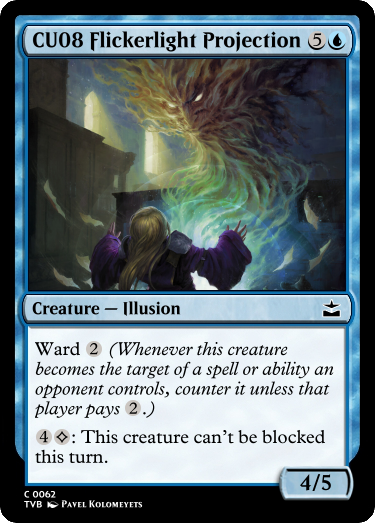 CU08 Flickerlight Projection 5
Creature — Illusion
Ward 2 (Whenever this creature
becomes the target of a spell or ability an
opponent controls, counter it unless that
player pays 2.)
4: This creature can't be blocked
this turn.
4/5
C 0062
TVB Pavel Kolomeyets